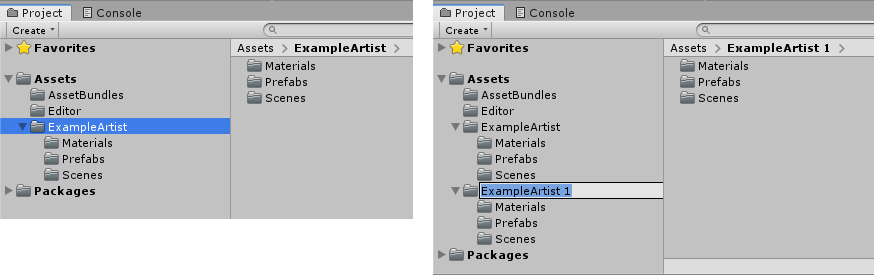 Project Console
Create
Favorites
Assets
AssetBundles
Editor
ExampleArtist
Materials
Prefabs
Scenes
Packages
Assets > ExampleArtist >
Materials
Prefabs
Scenes
Project Console
Create
Favorites
Assets
AssetBundles
Editor
ExampleArtist
Materials
Prefabs
Scenes
ExampleArtist 1
Materials
Prefabs
Scenes
Packages
Assets > ExampleArtist 1 >
Materials
Prefabs
Scenes